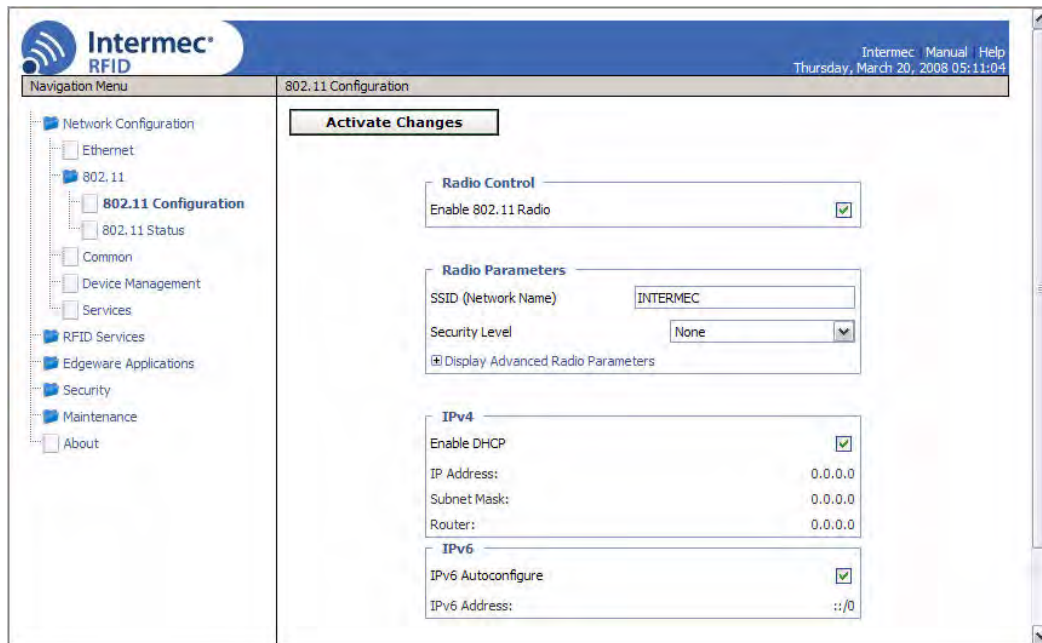 Intermec
RFID
Intermec | Manual | Help
Thursday, March 20, 2008 05:11:04
Navigation Menu
802.11 Configuration
Network Configuration
Ethernet
802.11
802.11 Configuration
802.11 Status
Common
Device Management
Services
RFID Services
Edgeware Applications
Security
Maintenance
About
Activate Changes
Radio Control
Enable 802.11 Radio
Radio Parameters
SSID (Network Name) INTERMEC
Security Level None
Display Advanced Radio Parameters
IPv4
Enable DHCP
IP Address: 0.0.0.0
Subnet Mask: 0.0.0.0
Router: 0.0.0.0
IPv6
IPv6 Autoconfigure
IPv6 Address: ::/0